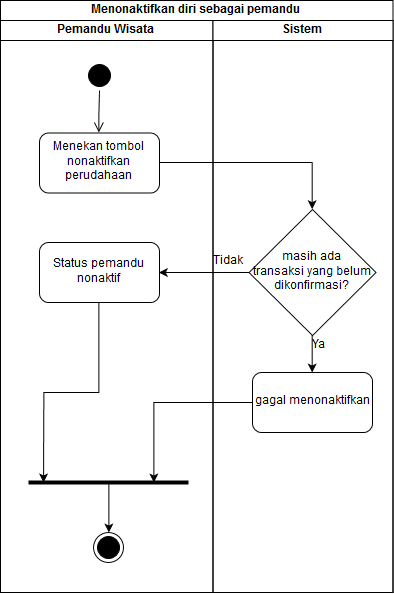 Menonaktifkan diri sebagai pemandu
Pemandu Wisata
Sistem
Menekan tombol
nonaktifkan
perudahaan
masih ada
transaksi yang belum
dikonfirmasi?
Tidak
Status pemandu
nonaktif
Ya
gagal menonaktifkan